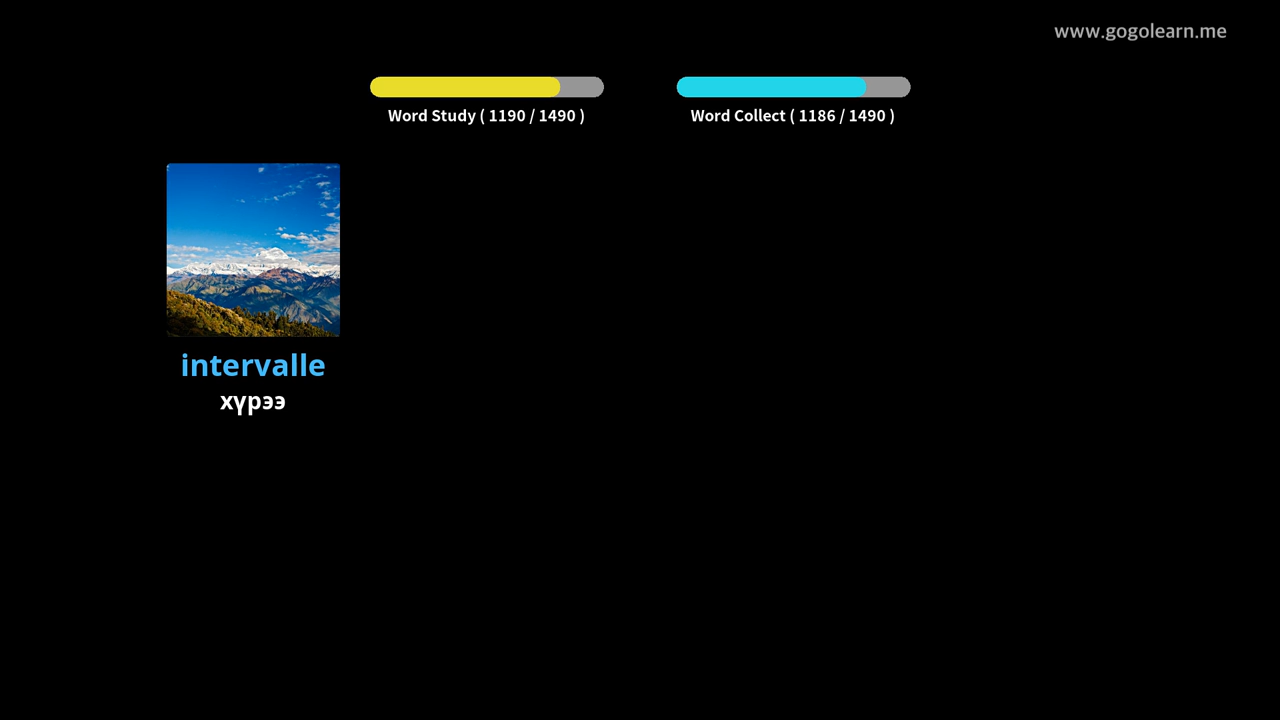 www.gogolearn.me
Word Study ( 1190 / 1490 )
Word Collect ( 1186 / 1490 )
intervalle
хүрээ